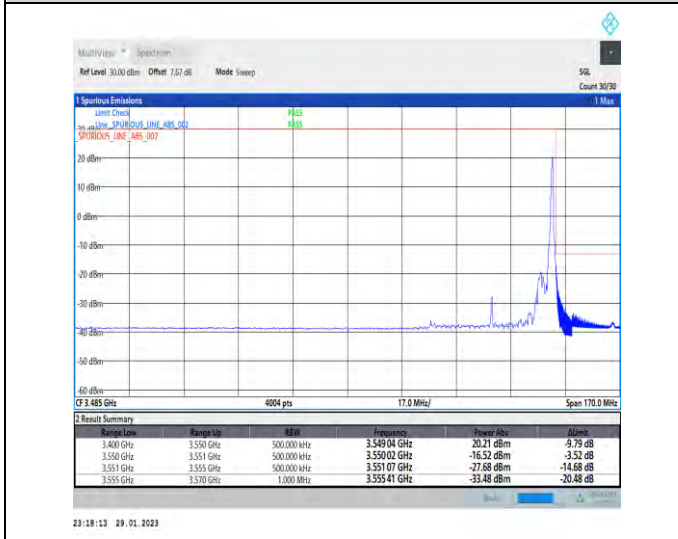 MultiView Spectrum
Ref Level 30.00 dBm Offset 7.67 dB Mode Sweep SGL
Count 30/30
1 Spurious Emissions 1 Max
Limit Check PASS
Line _SPURIOUS_LINE_ABS_002 PASS
_SPURIOUS_LINE_ABS_002
20 dBm
10 dBm
0 dBm
-10 dBm
-20 dBm
-30 dBm
-40 dBm
-50 dBm
-60 dBm
CF 3.485 GHz 4004 pts 17.0 MHz/ Span 170.0 MHz
2 Result Summary
Range Low Range Up RBW Frequency Power Abs ΔLimit
3.400 GHz 3.550 GHz 500.000 kHz 3.549 04 GHz 20.21 dBm -9.79 dB
3.550 GHz 3.551 GHz 500.000 kHz 3.550 02 GHz -16.52 dBm -3.52 dB
3.551 GHz 3.555 GHz 500.000 kHz 3.551 07 GHz -27.68 dBm -14.68 dB
3.555 GHz 3.570 GHz 1.000 MHz 3.555 41 GHz -33.48 dBm -20.48 dB
23:18:13 29.01.2023